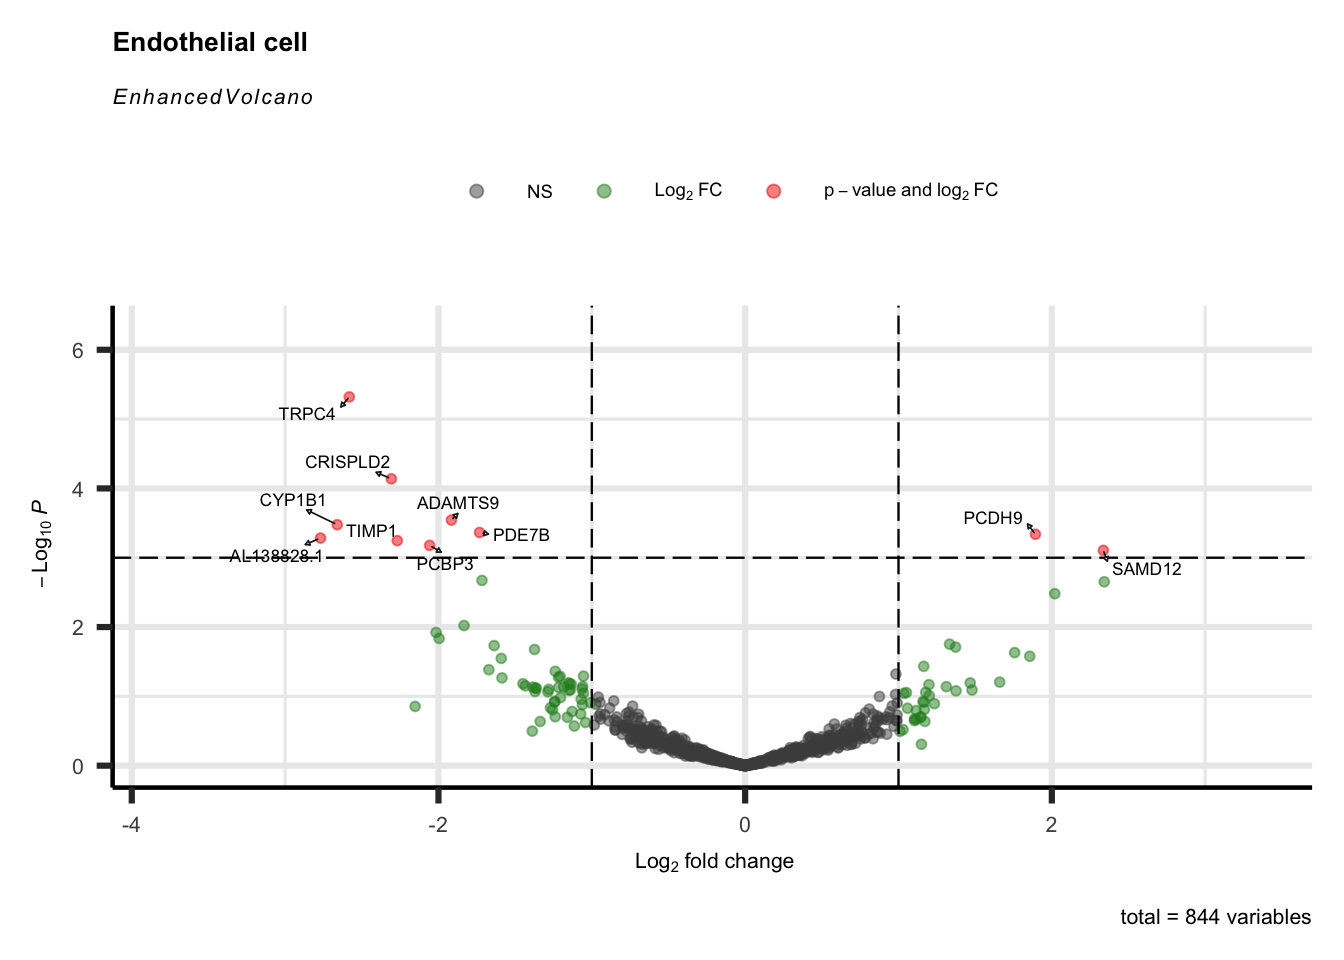 Endothelial cell
EnhancedVolcano
NS Log2 FC p – value and log2 FC
6
4
2
0
– Log10 P
TRPC4
CRISPLD2
CYP1B1
ADAMTS9
TIMP1
PDE7B
AL138828.1
PCBP3
PCDH9
SAMD12
-4 -2 0 2
Log2 fold change
total = 844 variables